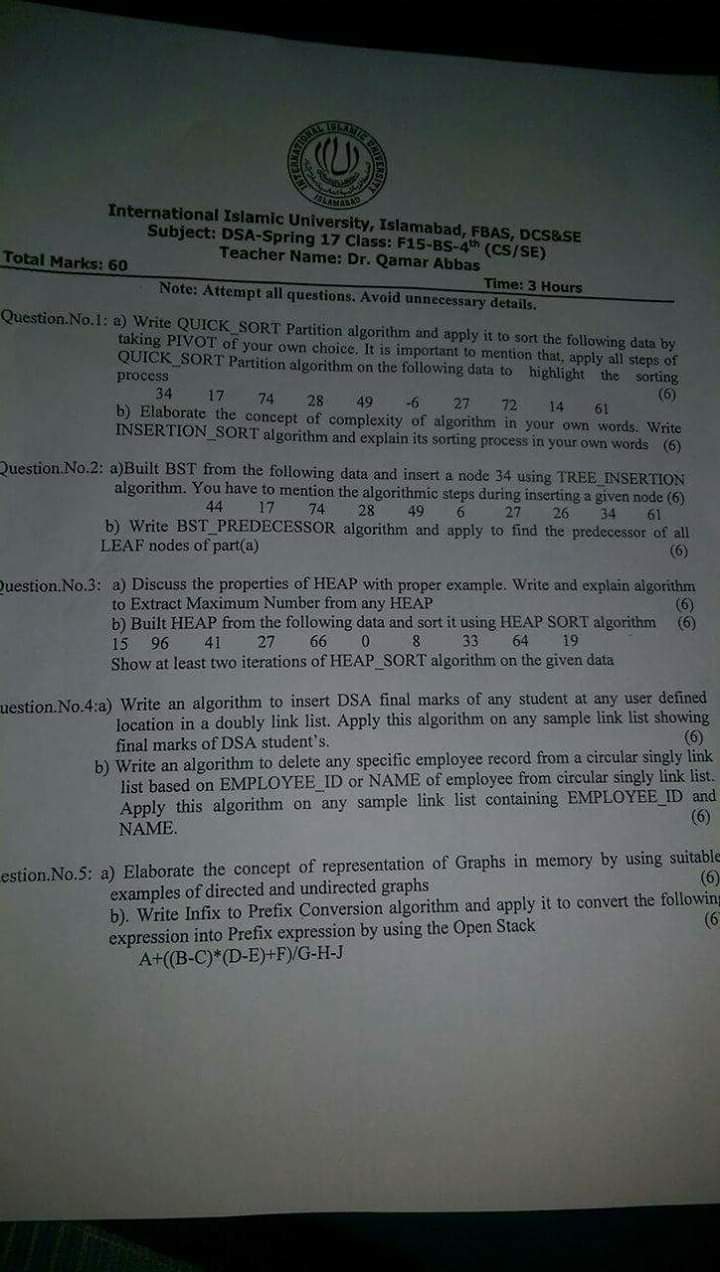 INTERNATIONAL ISLAMIC UNIVERSITY
ISLAMABAD
International Islamic University, Islamabad, FBAS, DCS&SE
Subject: DSA-Spring 17 Class: F15-BS-4th (CS/SE)
Teacher Name: Dr. Qamar Abbas
Total Marks: 60
Time: 3 Hours
Note: Attempt all questions. Avoid unnecessary details.
Question.No.1: a) Write QUICK_SORT Partition algorithm and apply it to sort the following data by
taking PIVOT of your own choice. It is important to mention that, apply all steps of
QUICK_SORT Partition algorithm on the following data to highlight the sorting
process (6)
34 17 74 28 49 -6 27 72 14 61
b) Elaborate the concept of complexity of algorithm in your own words. Write
INSERTION_SORT algorithm and explain its sorting process in your own words (6)
Question.No.2: a)Built BST from the following data and insert a node 34 using TREE_INSERTION
algorithm. You have to mention the algorithmic steps during inserting a given node (6)
44 17 74 28 49 6 27 26 34 61
b) Write BST_PREDECESSOR algorithm and apply to find the predecessor of all
LEAF nodes of part(a) (6)
Question.No.3: a) Discuss the properties of HEAP with proper example. Write and explain algorithm
to Extract Maximum Number from any HEAP (6)
b) Built HEAP from the following data and sort it using HEAP SORT algorithm (6)
15 96 41 27 66 0 8 33 64 19
Show at least two iterations of HEAP_SORT algorithm on the given data
uestion.No.4:a) Write an algorithm to insert DSA final marks of any student at any user defined
location in a doubly link list. Apply this algorithm on any sample link list showing
final marks of DSA student's. (6)
b) Write an algorithm to delete any specific employee record from a circular singly link
list based on EMPLOYEE_ID or NAME of employee from circular singly link list.
Apply this algorithm on any sample link list containing EMPLOYEE_ID and
NAME. (6)
estion.No.5: a) Elaborate the concept of representation of Graphs in memory by using suitable
examples of directed and undirected graphs (6)
b). Write Infix to Prefix Conversion algorithm and apply it to convert the following
expression into Prefix expression by using the Open Stack (6
A+((B-C)*(D-E)+F)/G-H-J